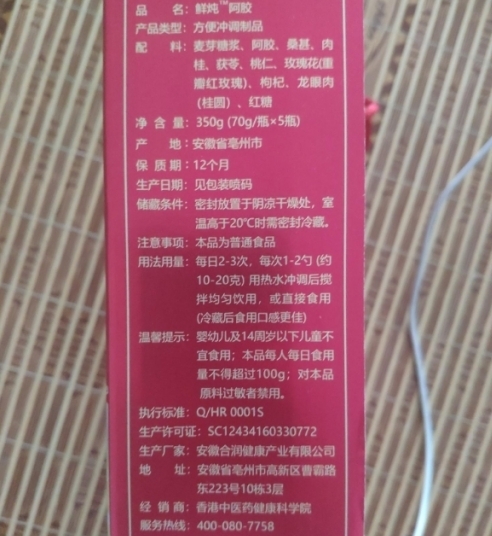 品 名：鲜炖™阿胶
产品类型：方便冲调制品
配 料：麦芽糖浆、阿胶、桑葚、肉
桂、茯苓、桃仁、玫瑰花(重
瓣红玫瑰)、枸杞、龙眼肉
(桂圆)、红糖
净 含 量：350g (70g/瓶×5瓶)
产 地：安徽省亳州市
保 质 期：12个月
生产日期：见包装喷码
储藏条件：密封放置于阴凉干燥处，室
温高于20℃时需密封冷藏。
注意事项：本品为普通食品
用法用量：每日2-3次，每次1-2勺 (约
10-20克) 用热水冲调后搅
拌均匀饮用，或直接食用
(冷藏后食用口感更佳)
温馨提示：婴幼儿及14周岁以下儿童不
宜食用；本品每人每日食用
量不得超过100g；对本品
原料过敏者禁用。
执行标准：Q/HR 0001S
生产许可证：SC12434160330772
生产厂家：安徽合润健康产业有限公司
地 址：安徽省亳州市高新区曹霸路
东223号10栋3层
经 销 商：香港中医药健康科学院
服务热线：400-080-7758